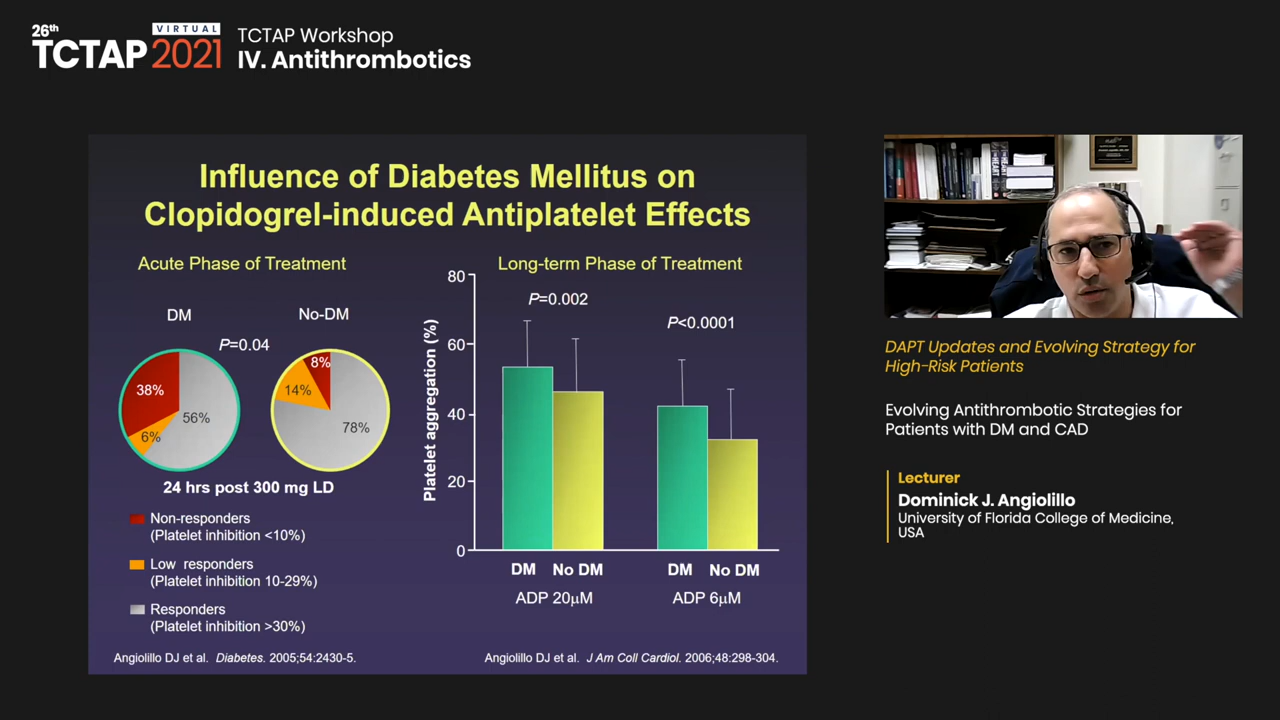 26th
VIRTUAL
TCTAP 2021
TCTAP Workshop
IV. Antithrombotics
Influence of Diabetes Mellitus on
Clopidogrel-induced Antiplatelet Effects
Acute Phase of Treatment
DM
No-DM
P=0.04
38%
56%
6%
8%
14%
78%
24 hrs post 300 mg LD
Non-responders
(Platelet inhibition <10%)
Low responders
(Platelet inhibition 10-29%)
Responders
(Platelet inhibition >30%)
Angiolillo DJ et al. Diabetes. 2005;54:2430-5.
Long-term Phase of Treatment
Platelet aggregation (%)
80
60
40
20
0
P=0.002
P<0.0001
DM No DM
DM No DM
ADP 20μM
ADP 6μM
Angiolillo DJ et al. J Am Coll Cardiol. 2006;48:298-304.
DAPT Updates and Evolving Strategy for
High-Risk Patients
Evolving Antithrombotic Strategies for
Patients with DM and CAD
Lecturer
Dominick J. Angiolillo
University of Florida College of Medicine,
USA